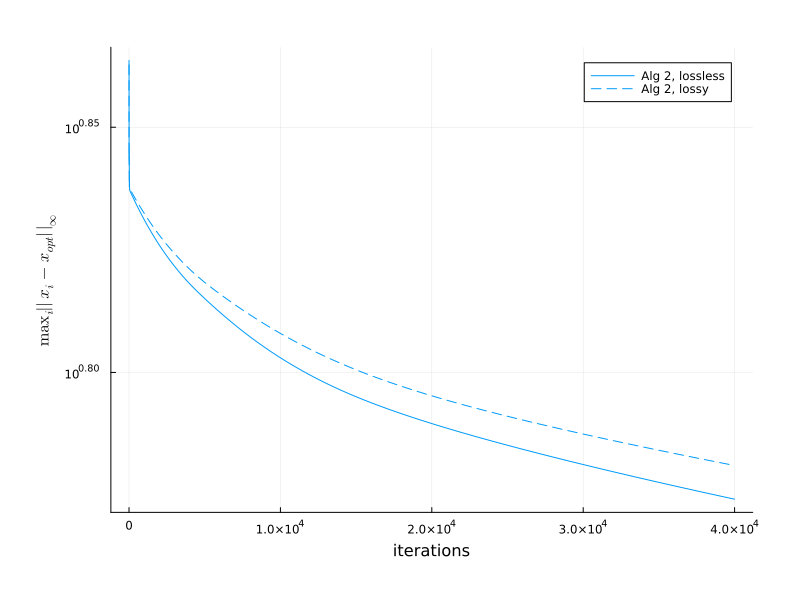 Alg 2, lossless
Alg 2, lossy
10^0.85
10^0.80
max_i|| x_i − x_opt||_∞
0
1.0×10^4
2.0×10^4
3.0×10^4
4.0×10^4
iterations